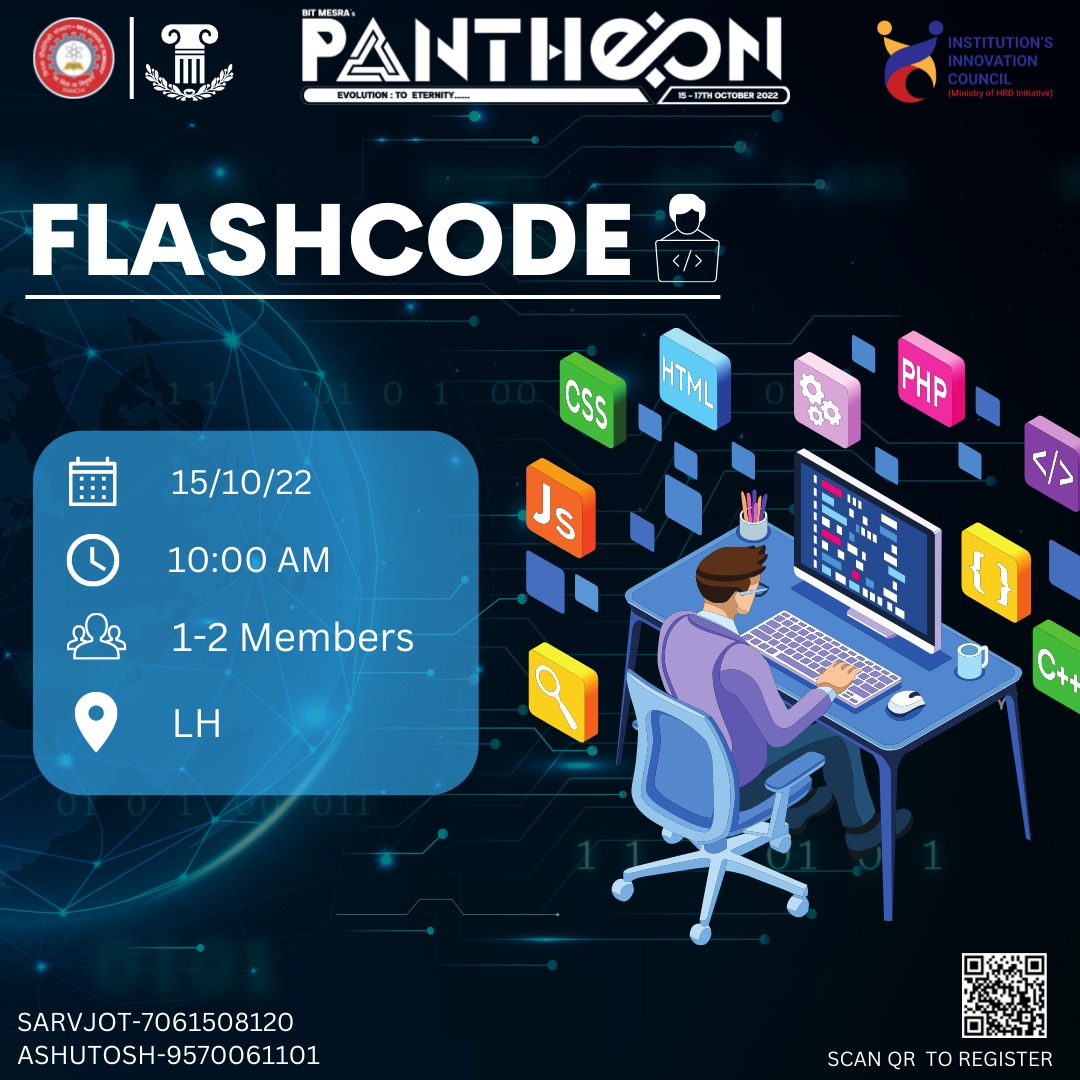 BIT MESRA's
PANTHEON
EVOLUTION : TO ETERNITY......
15 - 17TH OCTOBER 2022
INSTITUTION'S
INNOVATION
COUNCIL
(Ministry of HRD Initiative)
FLASHCODE
</>
CSS
HTML
PHP
</>
Js
{ }
C++
15/10/22
10:00 AM
1-2 Members
LH
SARVJOT-7061508120
ASHUTOSH-9570061101
SCAN QR TO REGISTER